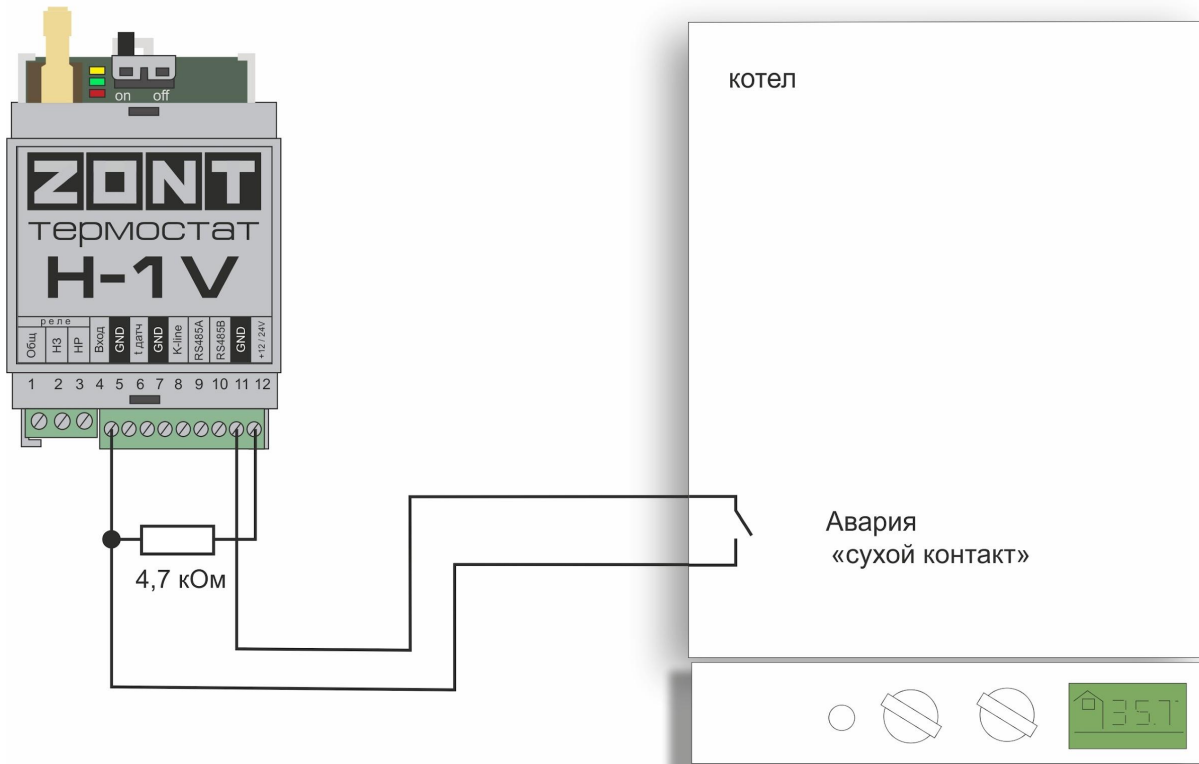 котел
on off
ZONT
термостат
H-1V
реле
Общ НЗ НР Вход GND t датч GND K-line RS485A RS485B GND +12 / 24V
1 2 3 4 5 6 7 8 9 10 11 12
Авария
«сухой контакт»
4,7 кОм
35.7°